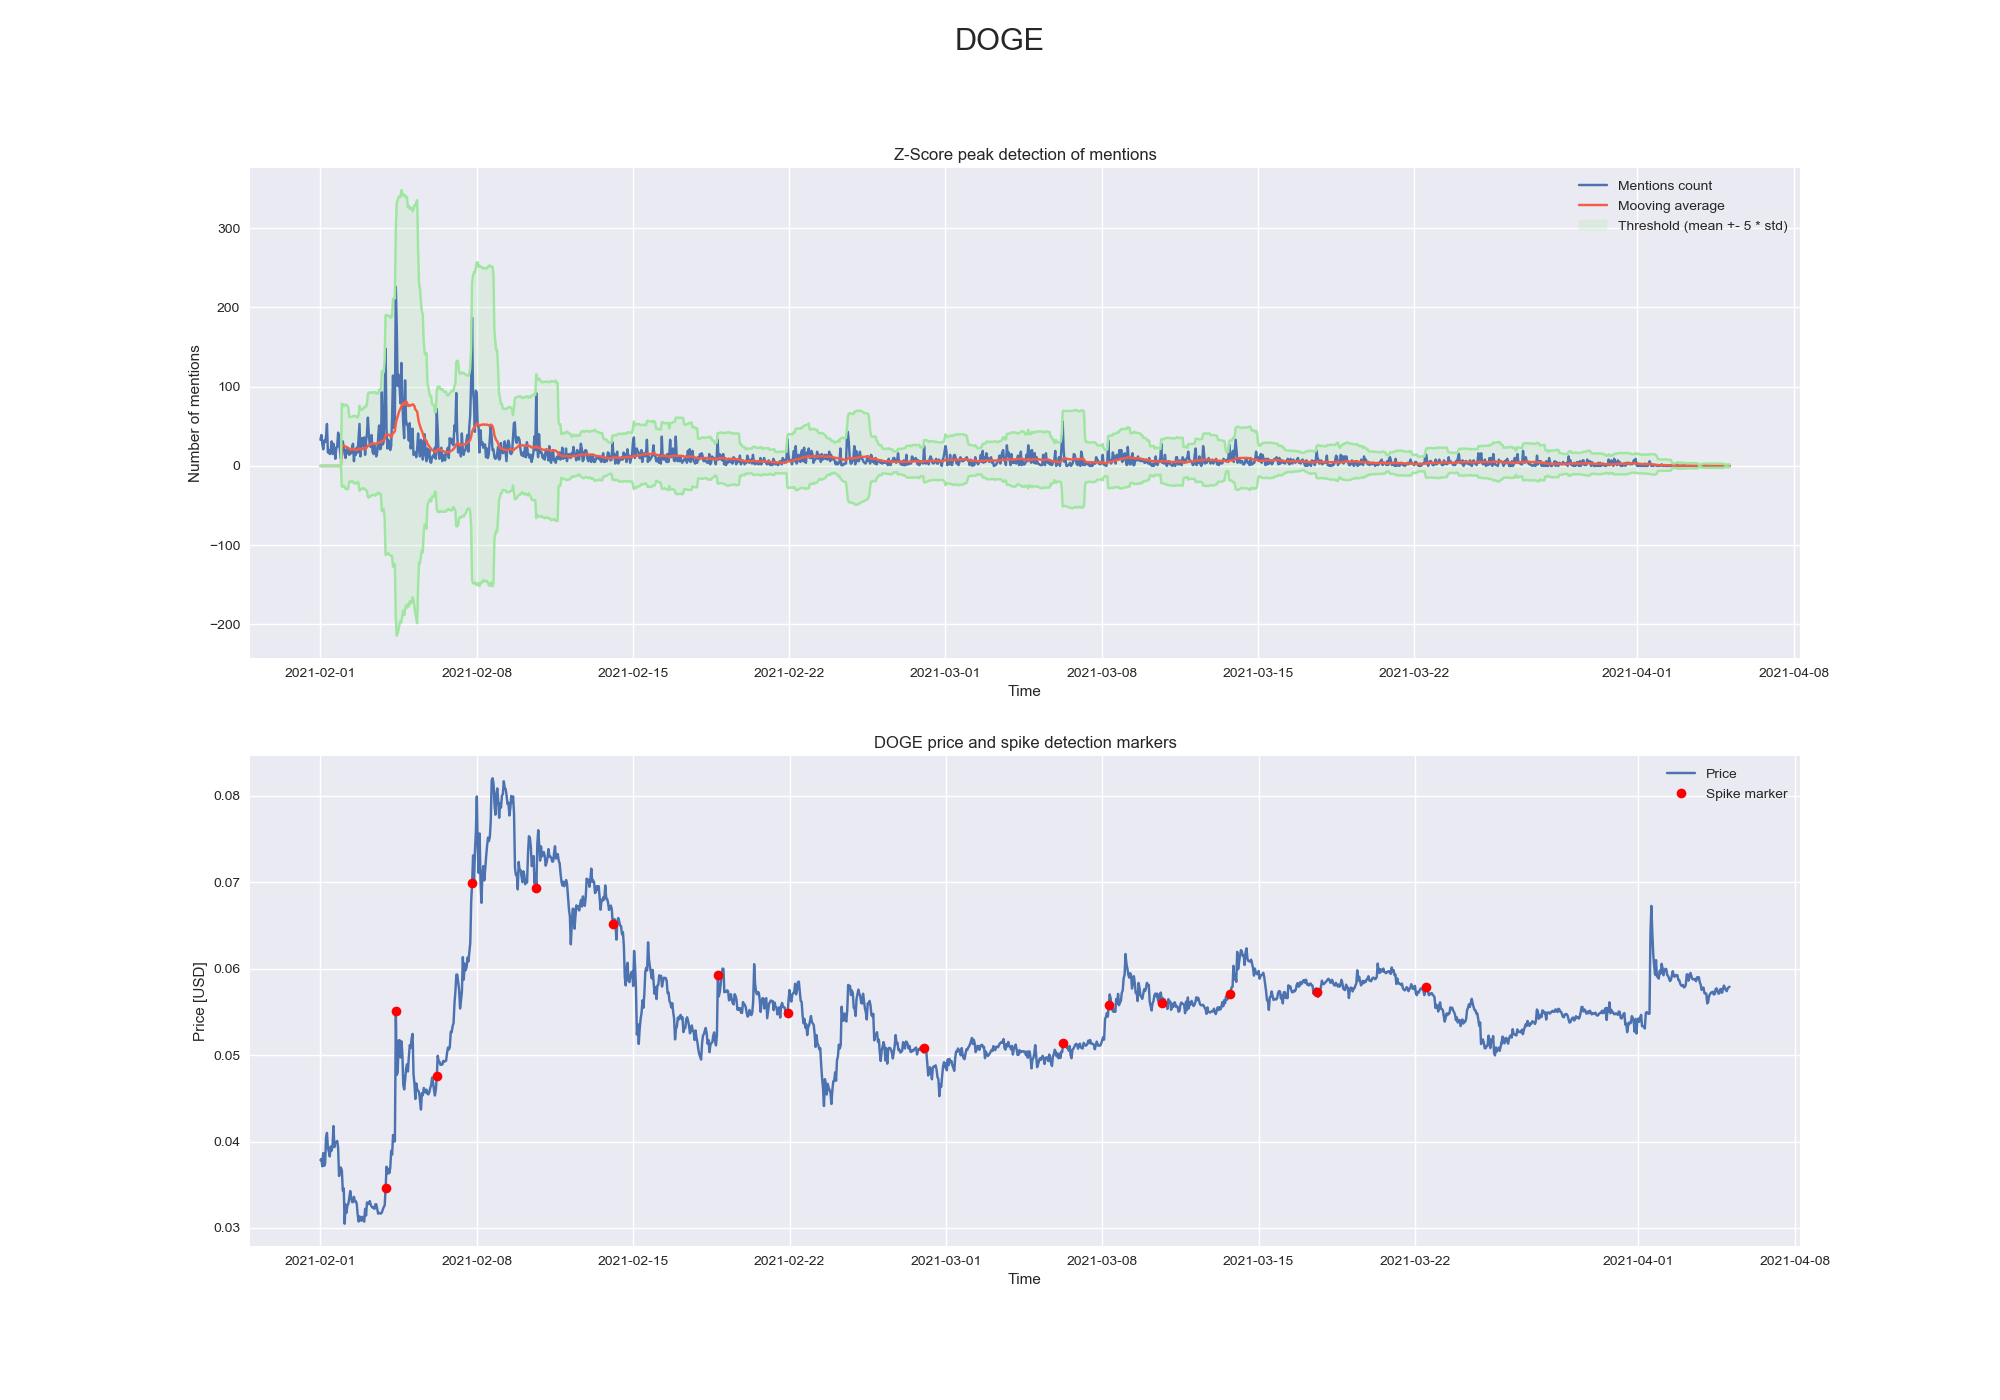 DOGE
Z-Score peak detection of mentions
Mentions count
Mooving average
Threshold (mean +- 5 * std)
Number of mentions
300
200
100
0
−100
−200
2021-02-01 2021-02-08 2021-02-15 2021-02-22 2021-03-01 2021-03-08 2021-03-15 2021-03-22 2021-04-01 2021-04-08
Time
DOGE price and spike detection markers
Price
Spike marker
Price [USD]
0.08
0.07
0.06
0.05
0.04
0.03
2021-02-01 2021-02-08 2021-02-15 2021-02-22 2021-03-01 2021-03-08 2021-03-15 2021-03-22 2021-04-01 2021-04-08
Time